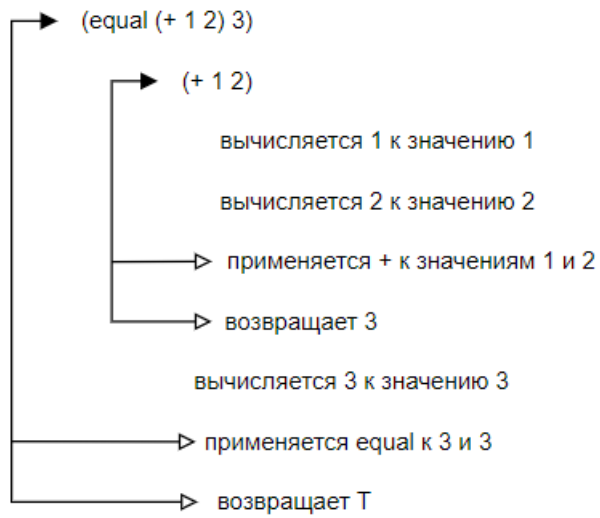 (equal (+ 1 2) 3)
(+ 1 2)
вычисляется 1 к значению 1
вычисляется 2 к значению 2
применяется + к значениям 1 и 2
возвращает 3
вычисляется 3 к значению 3
применяется equal к 3 и 3
возвращает T